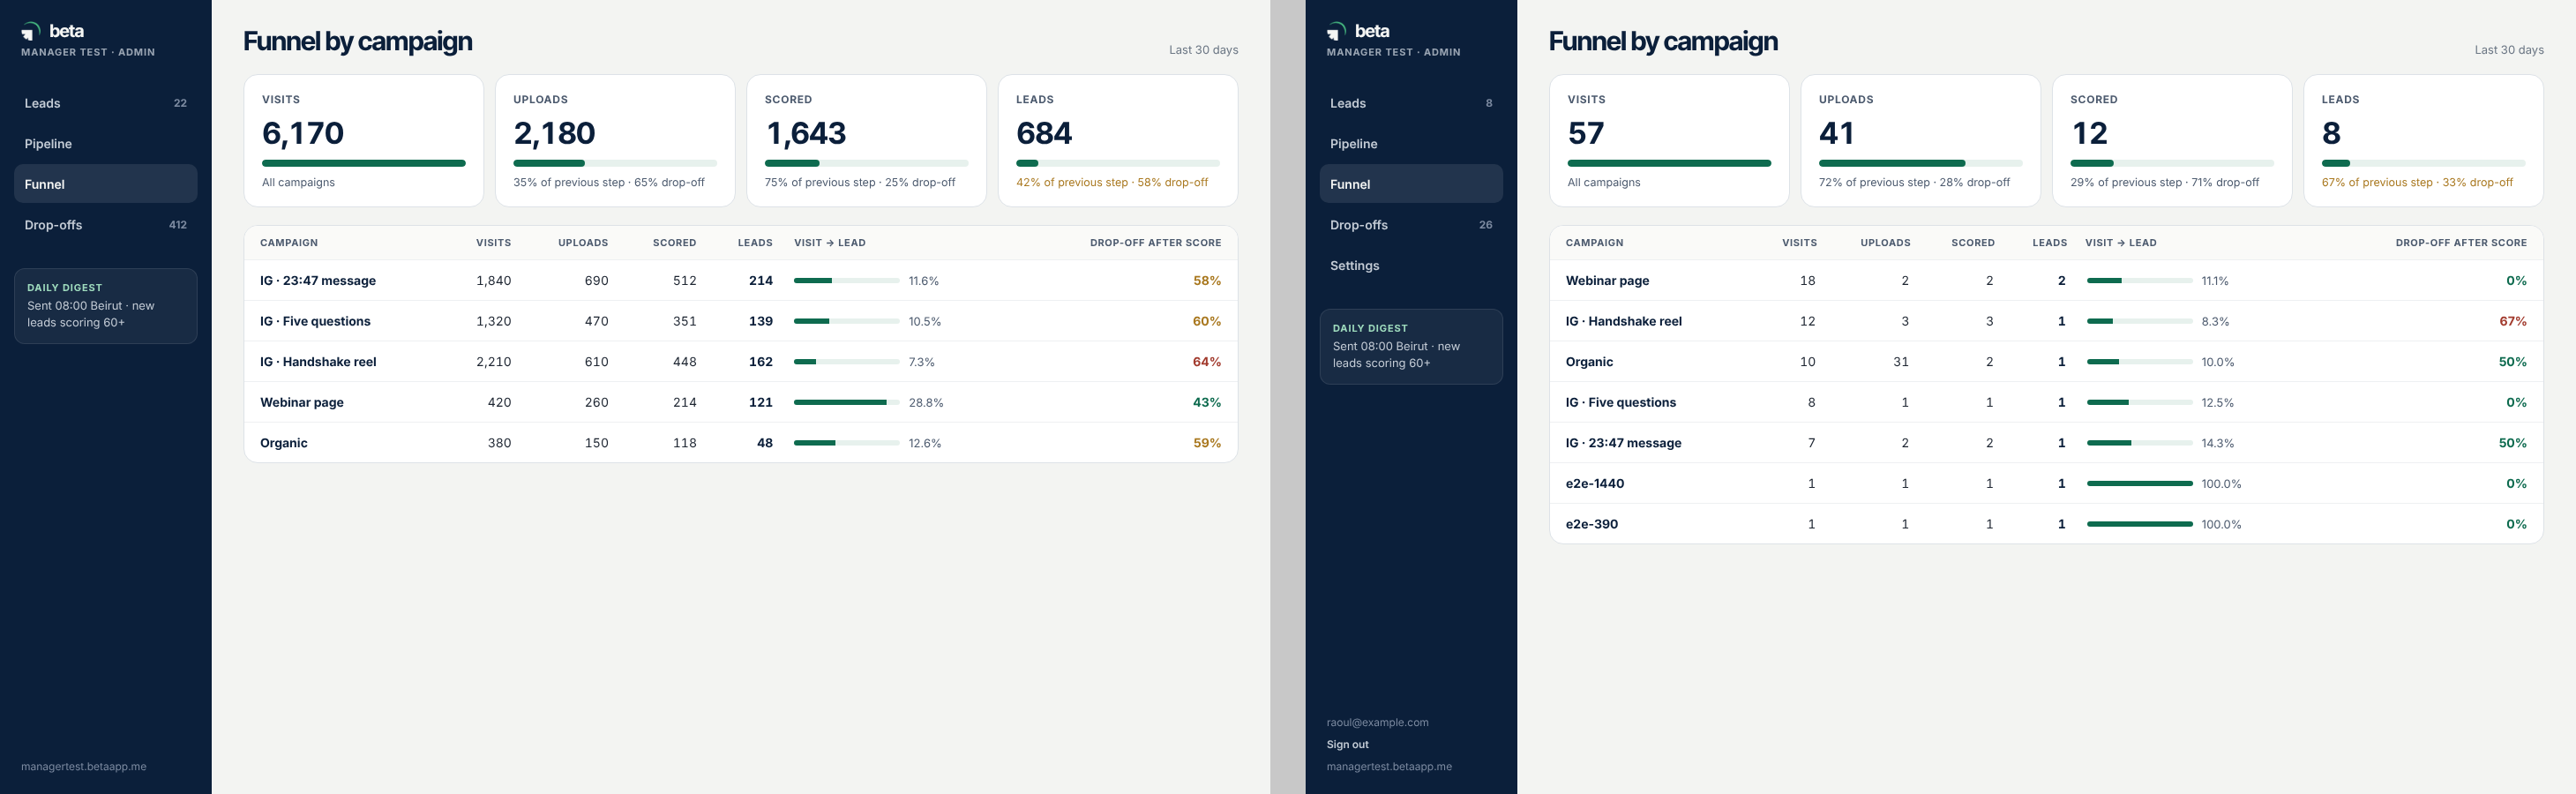 beta
MANAGER TEST · ADMIN
Leads 22
Pipeline
Funnel
Drop-offs 412
DAILY DIGEST
Sent 08:00 Beirut · new
leads scoring 60+
managertest.betaapp.me
Funnel by campaign
Last 30 days
VISITS
6,170
All campaigns
UPLOADS
2,180
35% of previous step · 65% drop-off
SCORED
1,643
75% of previous step · 25% drop-off
LEADS
684
42% of previous step · 58% drop-off
CAMPAIGN VISITS UPLOADS SCORED LEADS VISIT → LEAD DROP-OFF AFTER SCORE
IG · 23:47 message 1,840 690 512 214 11.6% 58%
IG · Five questions 1,320 470 351 139 10.5% 60%
IG · Handshake reel 2,210 610 448 162 7.3% 64%
Webinar page 420 260 214 121 28.8% 43%
Organic 380 150 118 48 12.6% 59%
beta
MANAGER TEST · ADMIN
Leads 8
Pipeline
Funnel
Drop-offs 26
Settings
DAILY DIGEST
Sent 08:00 Beirut · new
leads scoring 60+
raoul@example.com
Sign out
managertest.betaapp.me
Funnel by campaign
Last 30 days
VISITS
57
All campaigns
UPLOADS
41
72% of previous step · 28% drop-off
SCORED
12
29% of previous step · 71% drop-off
LEADS
8
67% of previous step · 33% drop-off
CAMPAIGN VISITS UPLOADS SCORED LEADS VISIT → LEAD DROP-OFF AFTER SCORE
Webinar page 18 2 2 2 11.1% 0%
IG · Handshake reel 12 3 3 1 8.3% 67%
Organic 10 31 2 1 10.0% 50%
IG · Five questions 8 1 1 1 12.5% 0%
IG · 23:47 message 7 2 2 1 14.3% 50%
e2e-1440 1 1 1 1 100.0% 0%
e2e-390 1 1 1 1 100.0% 0%